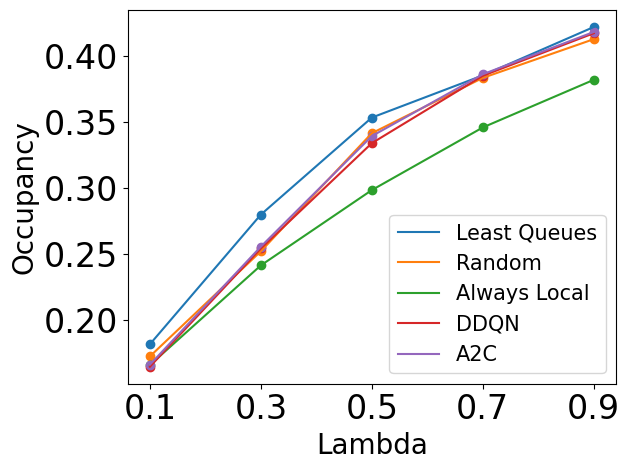 0.40
0.35
0.30
0.25
0.20
Occupancy
Least Queues
Random
Always Local
DDQN
A2C
0.1 0.3 0.5 0.7 0.9
Lambda